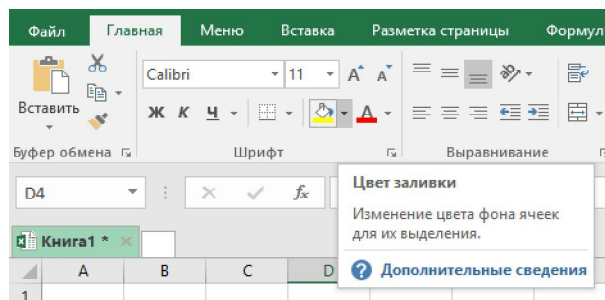 Файл Главная Меню Вставка Разметка страницы Формул
Calibri 11 А А
Вставить
Ж К Ч А
Буфер обмена Шрифт Выравнивание
D4 fx
Цвет заливки
Изменение цвета фона ячеек
для их выделения.
Книга1 *
Дополнительные сведения
A B C D
1